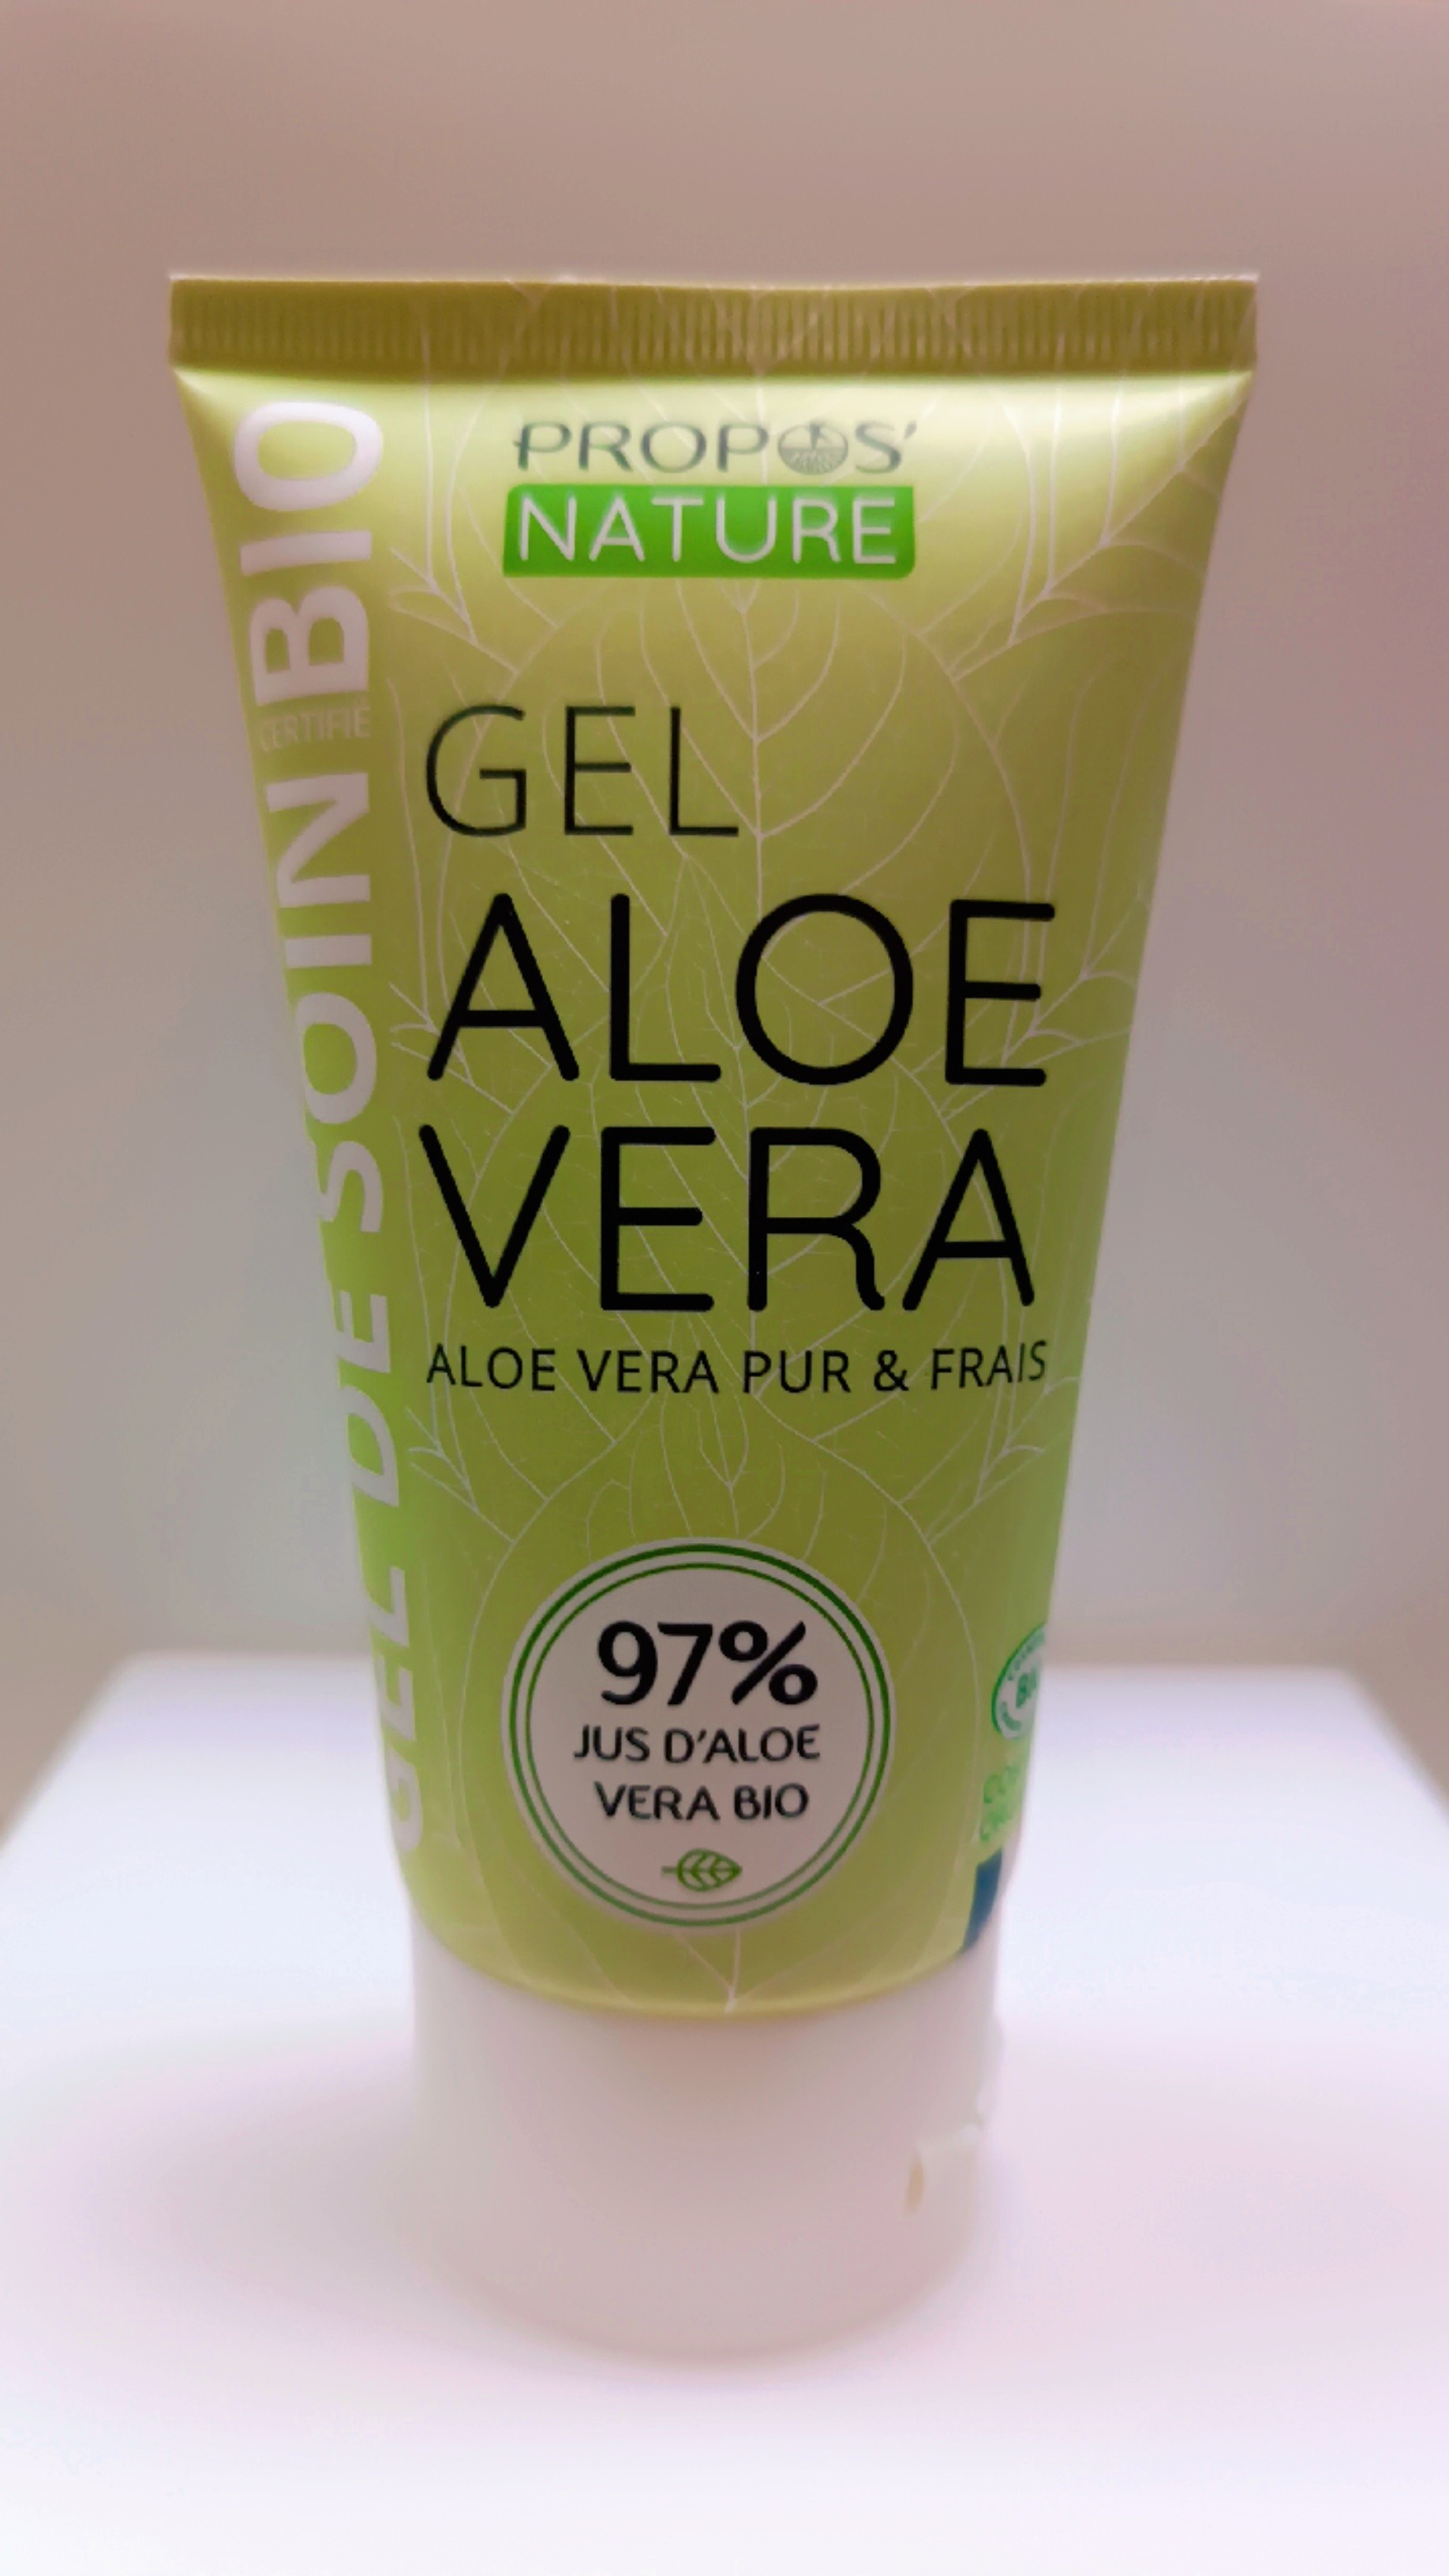 PROPOS'
NATURE
GEL DE SOIN BIO
CERTIFIÉ
GEL
ALOE
VERA
ALOE VERA PUR & FRAIS
97%
JUS D'ALOE
VERA BIO